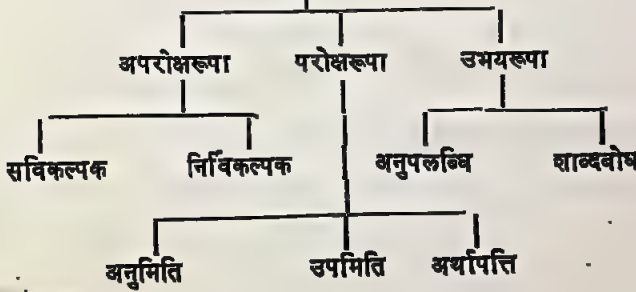 अपरोक्षरूपा परोक्षरूपा उभयरूपा
सविकल्पक निर्विकल्पक अनुपलब्धि शाब्दबोध
अनुमिति उपमिति अर्थापत्ति